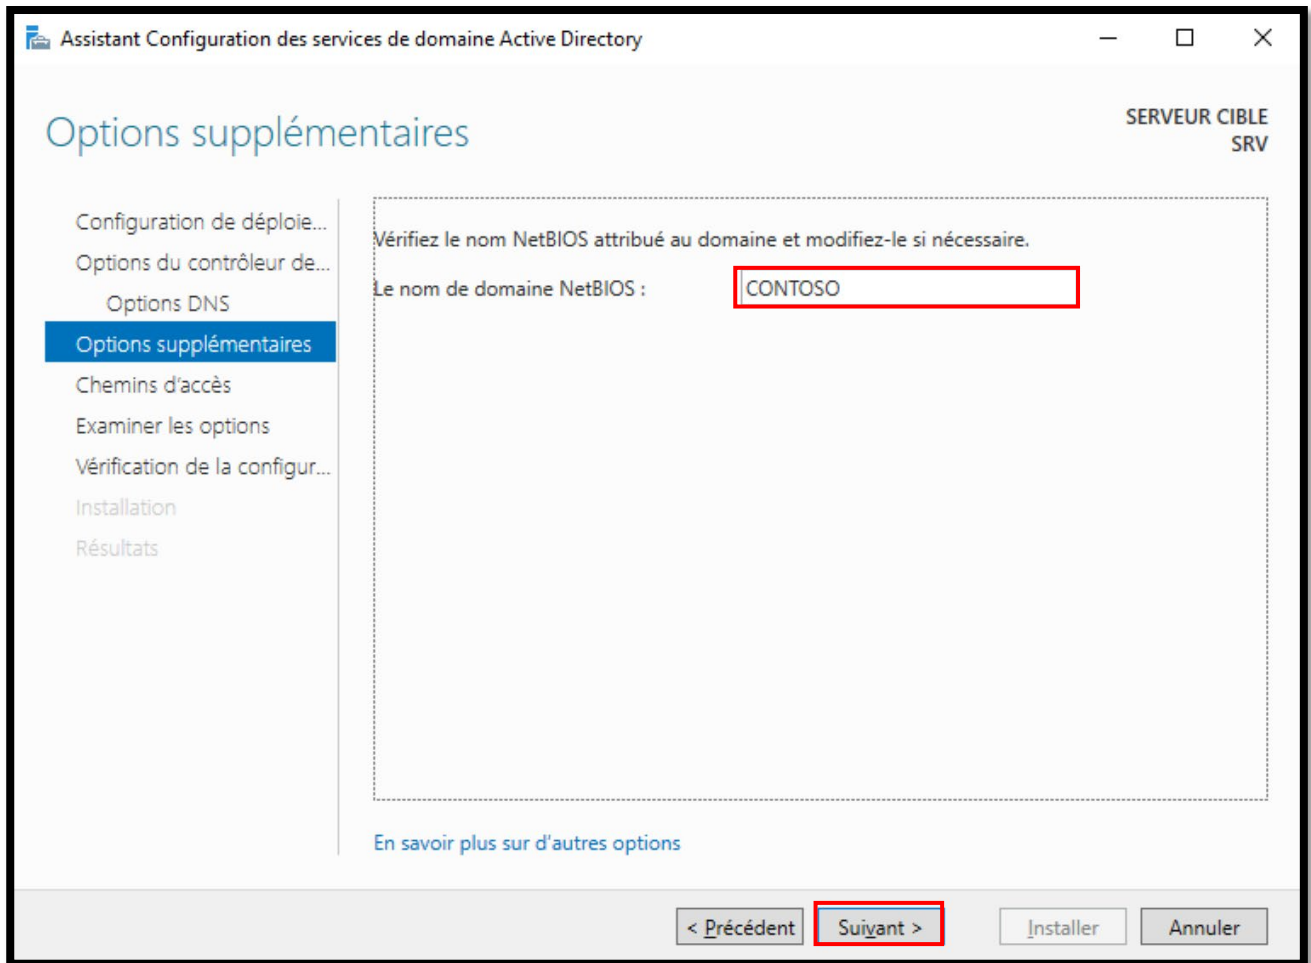 Assistant Configuration des services de domaine Active Directory
Options supplémentaires
SERVEUR CIBLE
SRV
Configuration de déploie...
Options du contrôleur de...
Options DNS
Options supplémentaires
Chemins d'accès
Examiner les options
Vérification de la configur...
Installation
Résultats
Vérifiez le nom NetBIOS attribué au domaine et modifiez-le si nécessaire.
Le nom de domaine NetBIOS : CONTOSO
En savoir plus sur d'autres options
< Précédent Suivant > Installer Annuler